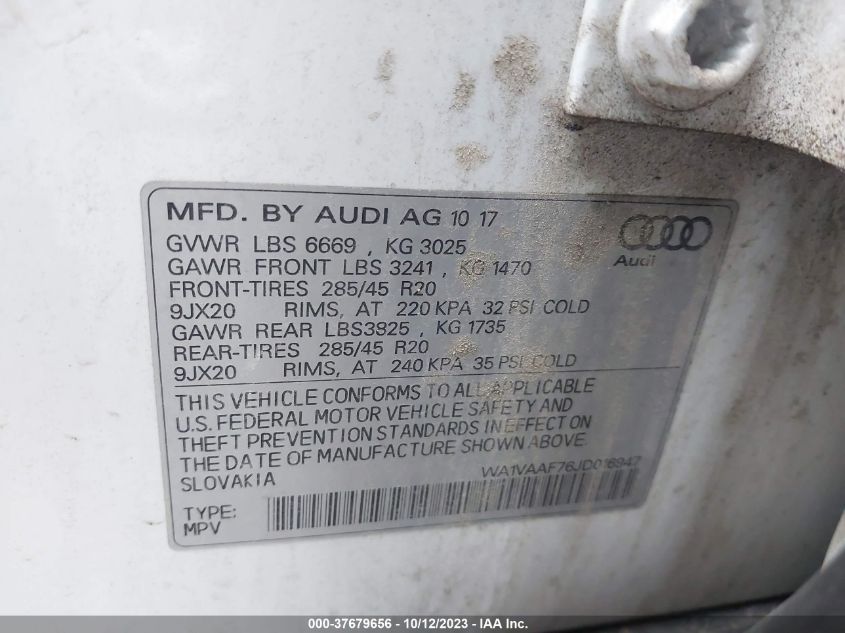 MFD. BY AUDI AG 10 17
GVWR LBS 6669 , KG 3025
GAWR FRONT LBS 3241 , KG 1470
FRONT-TIRES 285/45 R20
9JX20 RIMS, AT 220 KPA 32 PSI COLD
GAWR REAR LBS3825 , KG 1735
REAR-TIRES 285/45 R20
9JX20 RIMS, AT 240 KPA 35 PSI COLD
Audi
THIS VEHICLE CONFORMS TO ALL APPLICABLE
U.S. FEDERAL MOTOR VEHICLE SAFETY AND
THEFT PREVENTION STANDARDS IN EFFECT ON
THE DATE OF MANUFACTURE SHOWN ABOVE.
SLOVAKIA WA1VAAF76JD016947
TYPE:
MPV
000-37679656 - 10/12/2023 - IAA Inc.